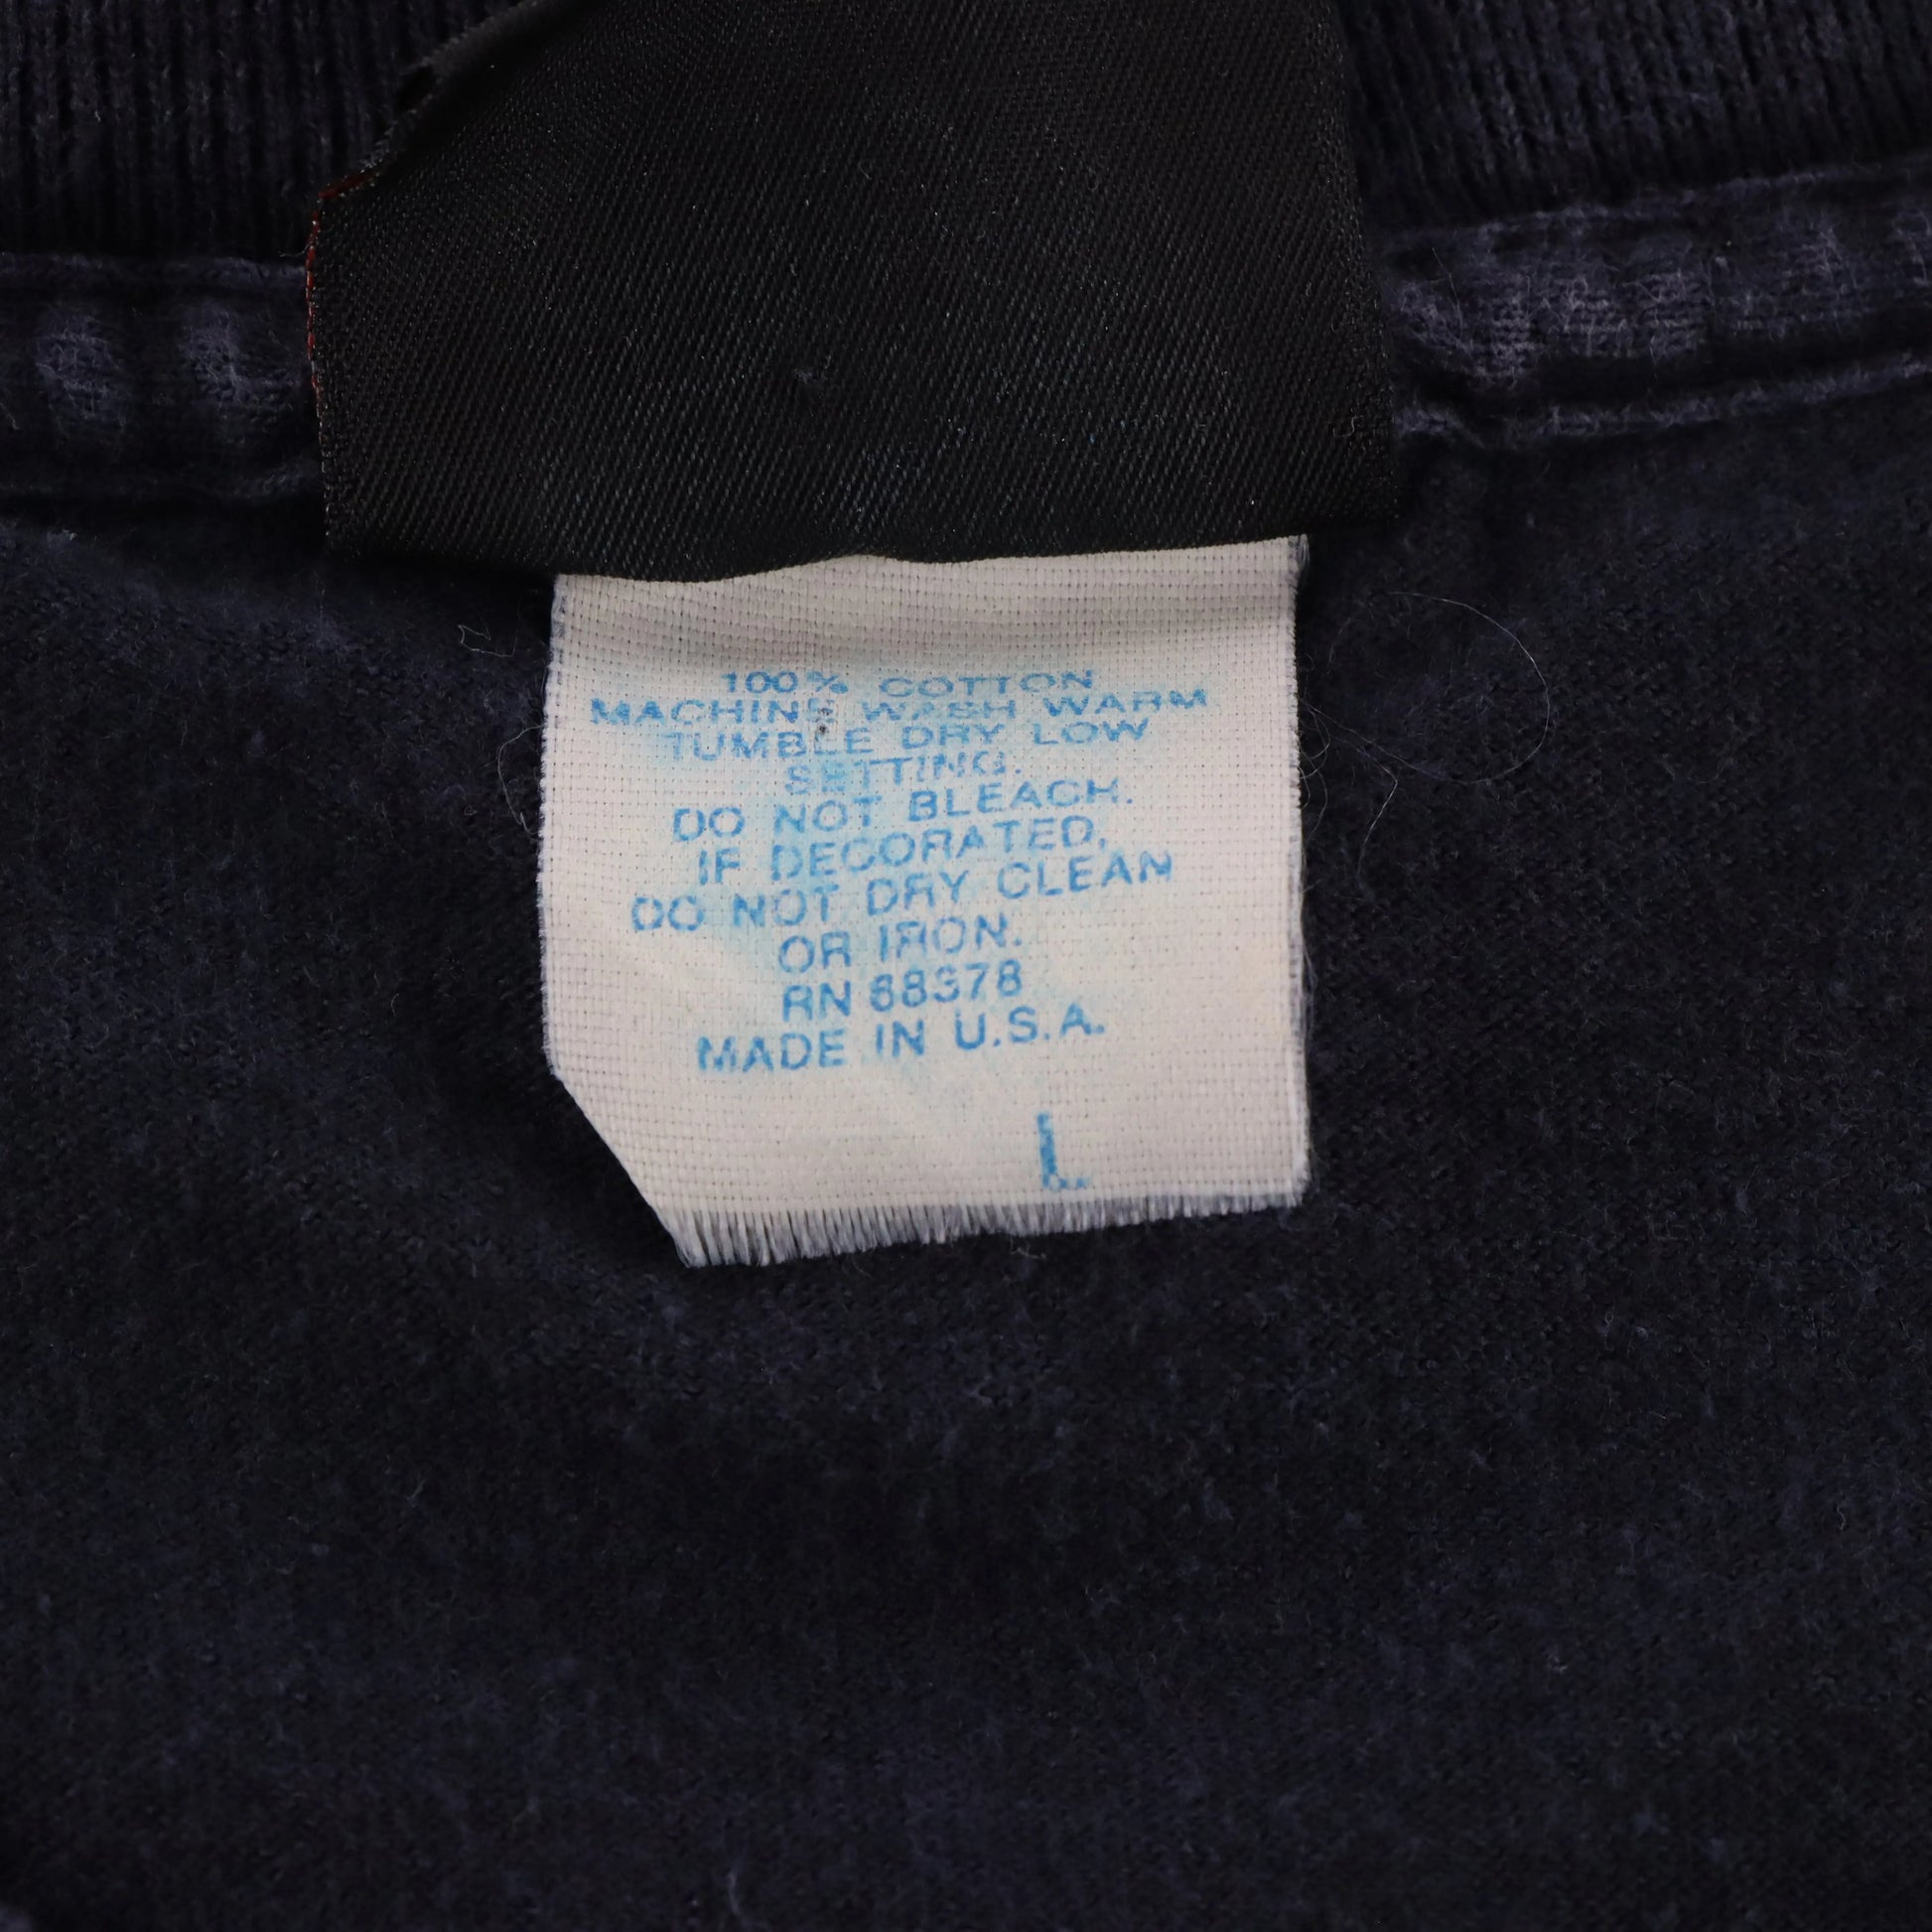 100% COTTON
MACHINE WASH WARM
TUMBLE DRY LOW
SETTING.
DO NOT BLEACH.
IF DECORATED,
DO NOT DRY CLEAN
OR IRON.
RN 68378
MADE IN U.S.A.
L